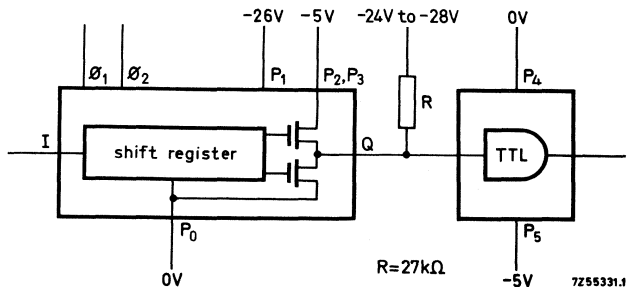 -26V -5V -24V to -28V 0V
Ø1 Ø2 P1 P2,P3 P4
R
I shift register Q TTL
P0 P5
0V R=27kΩ -5V 7Z55331.1